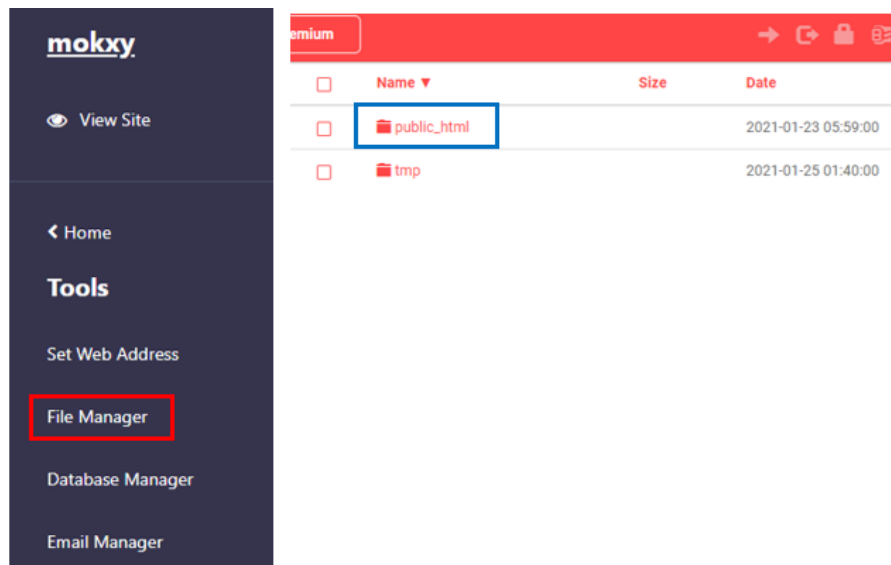 mokxy
View Site
Home
Tools
Set Web Address
File Manager
Database Manager
Email Manager
emium
Name ▼ Size Date
public_html 2021-01-23 05:59:00
tmp 2021-01-25 01:40:00